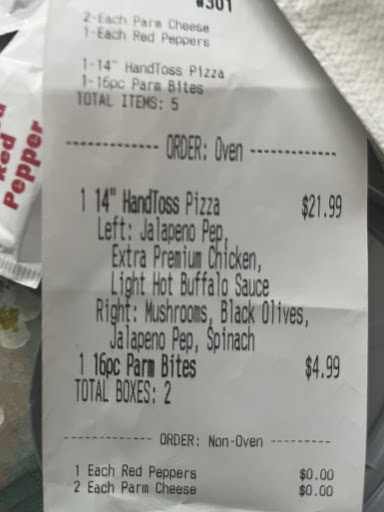 #301
2-Each Parm Cheese
1-Each Red Peppers
1-14" HandToss Pizza
1-16pc Parm Bites
TOTAL ITEMS: 5
------------ ORDER: Oven ------------
1 14" HandToss Pizza $21.99
Left: Jalapeno Pep,
Extra Premium Chicken,
Light Hot Buffalo Sauce
Right: Mushrooms, Black Olives,
Jalapeno Pep, Spinach
1 16pc Parm Bites $4.99
TOTAL BOXES: 2
------------ ORDER: Non-Oven ---------
1 Each Red Peppers $0.00
2 Each Parm Cheese $0.00
Red
Pepper